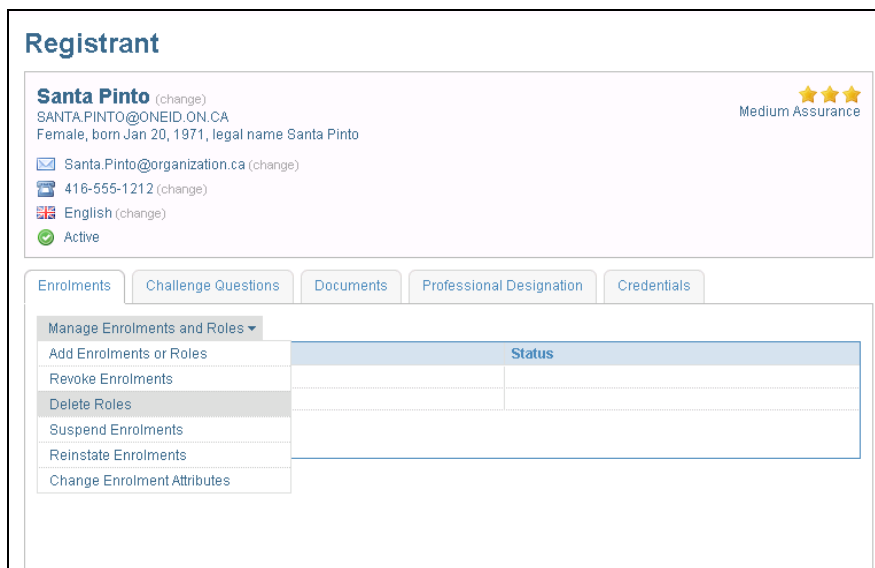 Registrant
Santa Pinto (change)
SANTA.PINTO@ONEID.ON.CA
Female, born Jan 20, 1971, legal name Santa Pinto
Medium Assurance
Santa.Pinto@organization.ca (change)
416-555-1212 (change)
English (change)
Active
Enrolments Challenge Questions Documents Professional Designation Credentials
Manage Enrolments and Roles
Add Enrolments or Roles Status
Revoke Enrolments
Delete Roles
Suspend Enrolments
Reinstate Enrolments
Change Enrolment Attributes